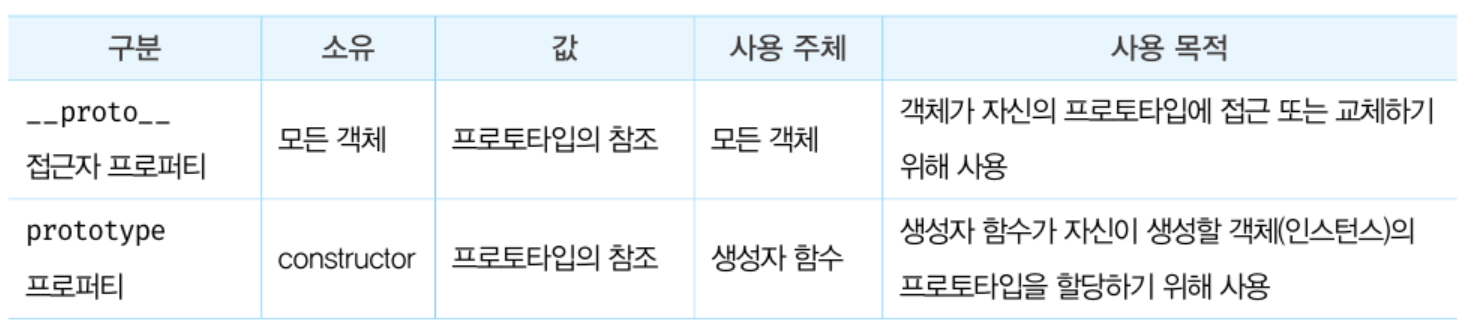 구분 소유 값 사용 주체 사용 목적
__proto__
접근자 프로퍼티
모든 객체
프로토타입의 참조
모든 객체
객체가 자신의 프로토타입에 접근 또는 교체하기
위해 사용
prototype
프로퍼티
constructor
프로토타입의 참조
생성자 함수
생성자 함수가 자신이 생성할 객체(인스턴스)의
프로토타입을 할당하기 위해 사용